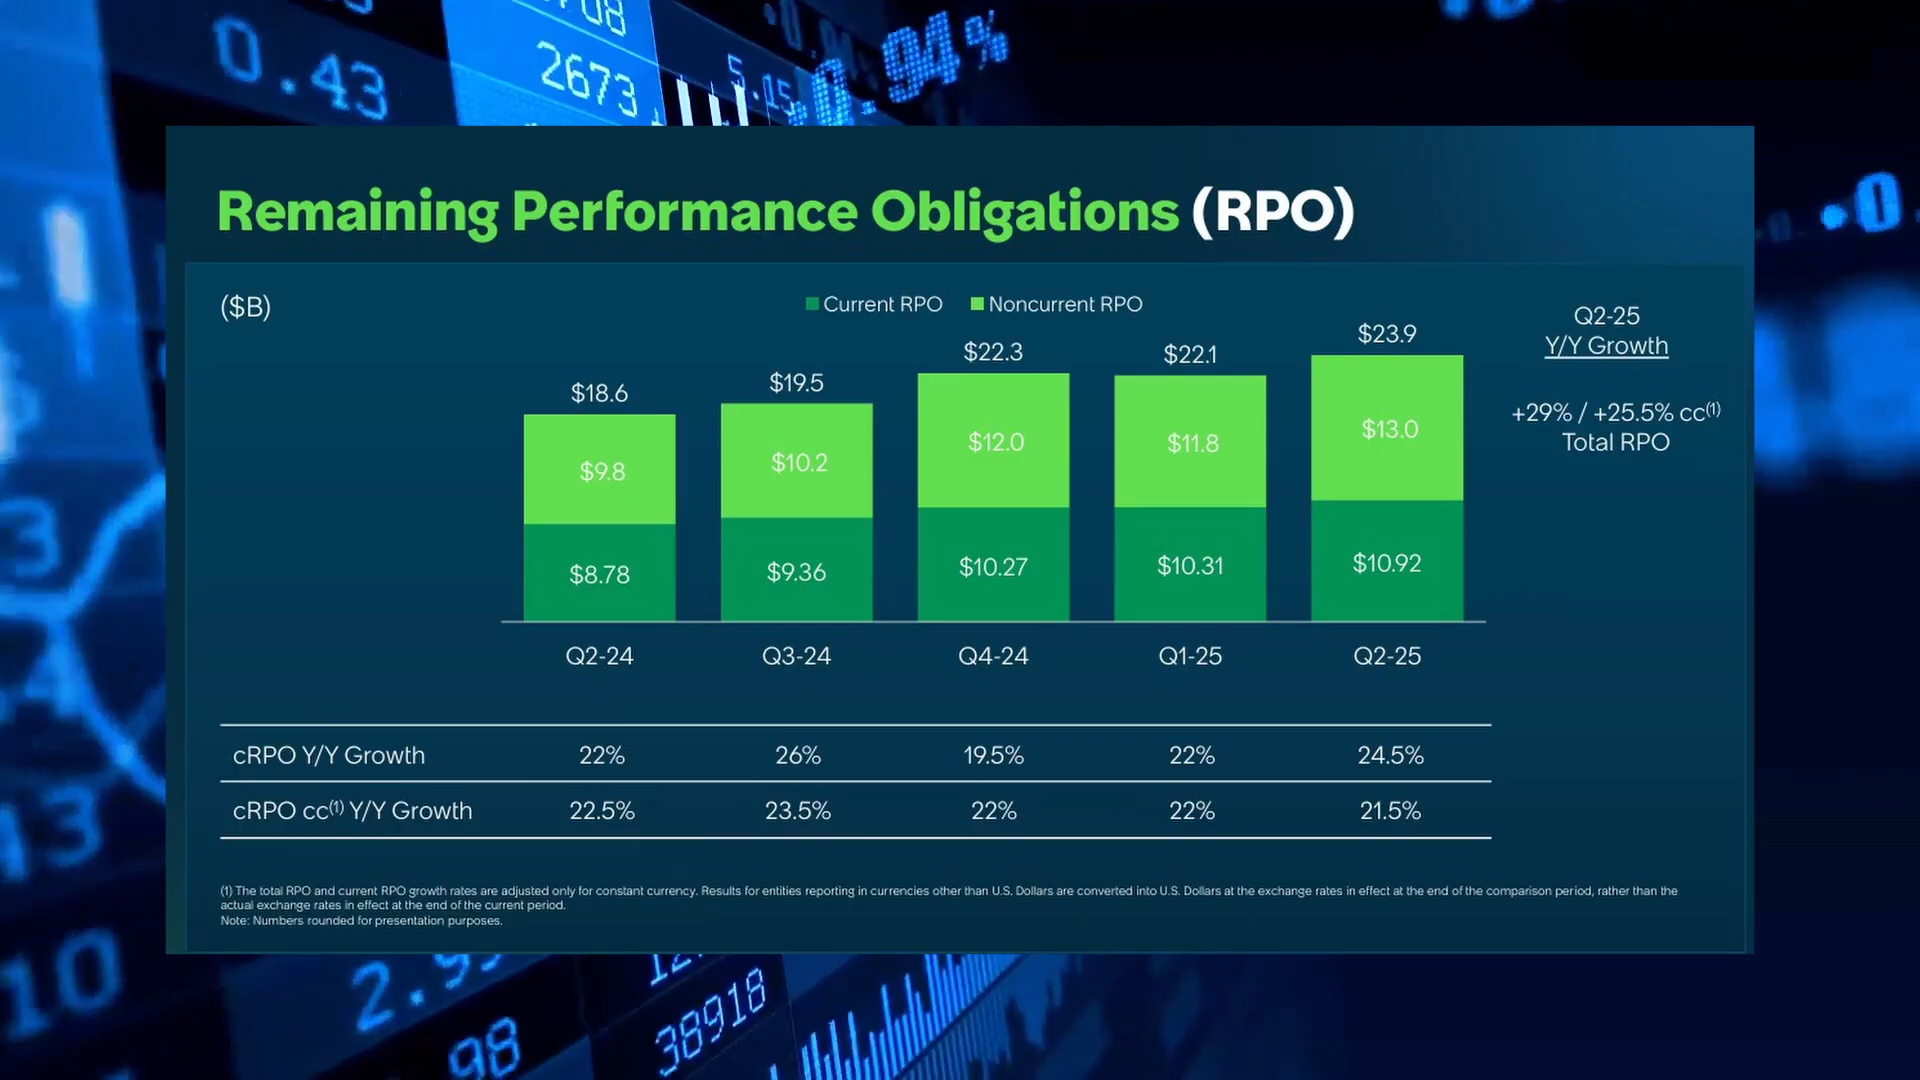 0.43
2673
5.15
0.94%
Remaining Performance Obligations (RPO)
($B)
Current RPO
Noncurrent RPO
Q2-25
Y/Y Growth
+29% / +25.5% cc(1)
Total RPO
$18.6
$19.5
$22.3
$22.1
$23.9
$9.8
$10.2
$12.0
$11.8
$13.0
$8.78
$9.36
$10.27
$10.31
$10.92
Q2-24 Q3-24 Q4-24 Q1-25 Q2-25
cRPO Y/Y Growth 22% 26% 19.5% 22% 24.5%
cRPO cc(1) Y/Y Growth 22.5% 23.5% 22% 22% 21.5%
(1) The total RPO and current RPO growth rates are adjusted only for constant currency. Results for entities reporting in currencies other than U.S. Dollars are converted into U.S. Dollars at the exchange rates in effect at the end of the comparison period, rather than the
actual exchange rates in effect at the end of the current period.
Note: Numbers rounded for presentation purposes.
10
98
38918